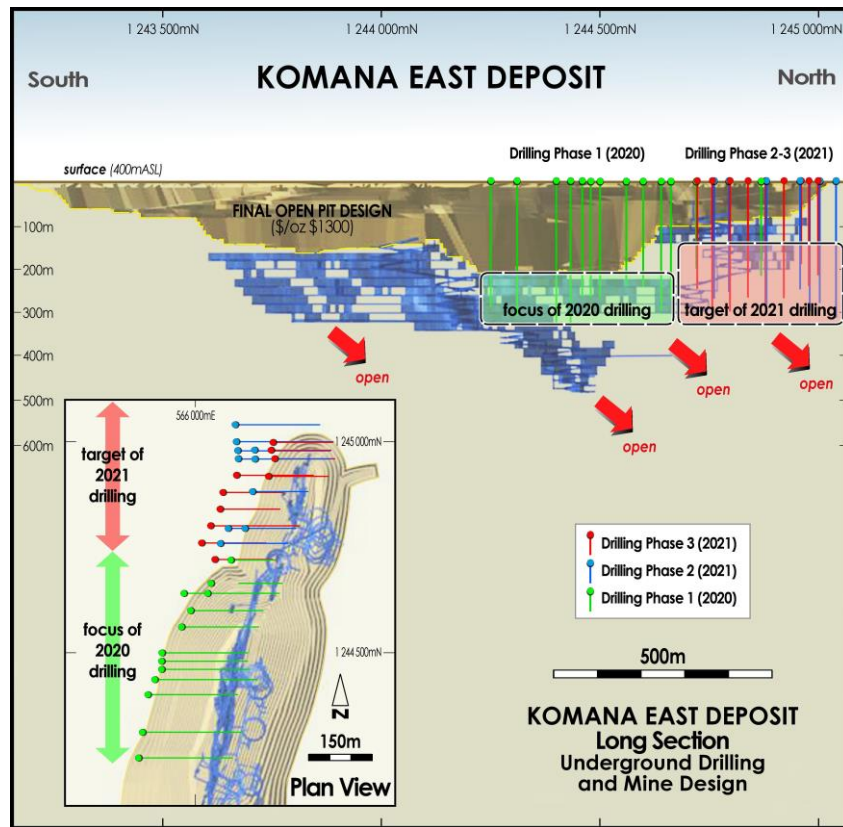 1 243 500mN
1 244 000mN
1 244 500mN
1 245 000mN
South
KOMANA EAST DEPOSIT
North
Drilling Phase 1 (2020)
Drilling Phase 2-3 (2021)
surface (400mASL)
FINAL OPEN PIT DESIGN
($/oz $1300)
100m
200m
300m
400m
500m
600m
focus of 2020 drilling
target of 2021 drilling
open
open
open
open
566 000mE
1 245 000mN
target of
2021
drilling
focus of
2020
drilling
1 244 500mN
N
150m
Plan View
Drilling Phase 3 (2021)
Drilling Phase 2 (2021)
Drilling Phase 1 (2020)
500m
KOMANA EAST DEPOSIT
Long Section
Underground Drilling
and Mine Design